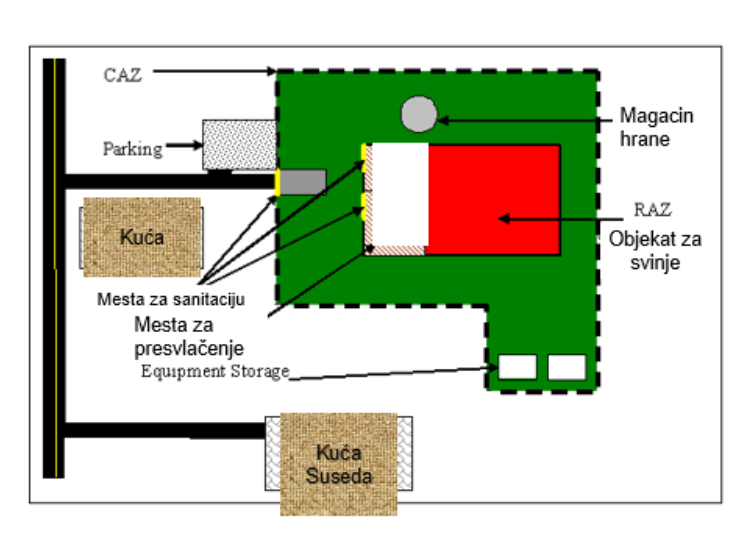 CAZ
Magacin
hrane
Parking
RAZ
Kuća
Objekat za
svinje
Mesta za sanitaciju
Mesta za
presvlačenje
Equipment Storage
Kuća
Suseda